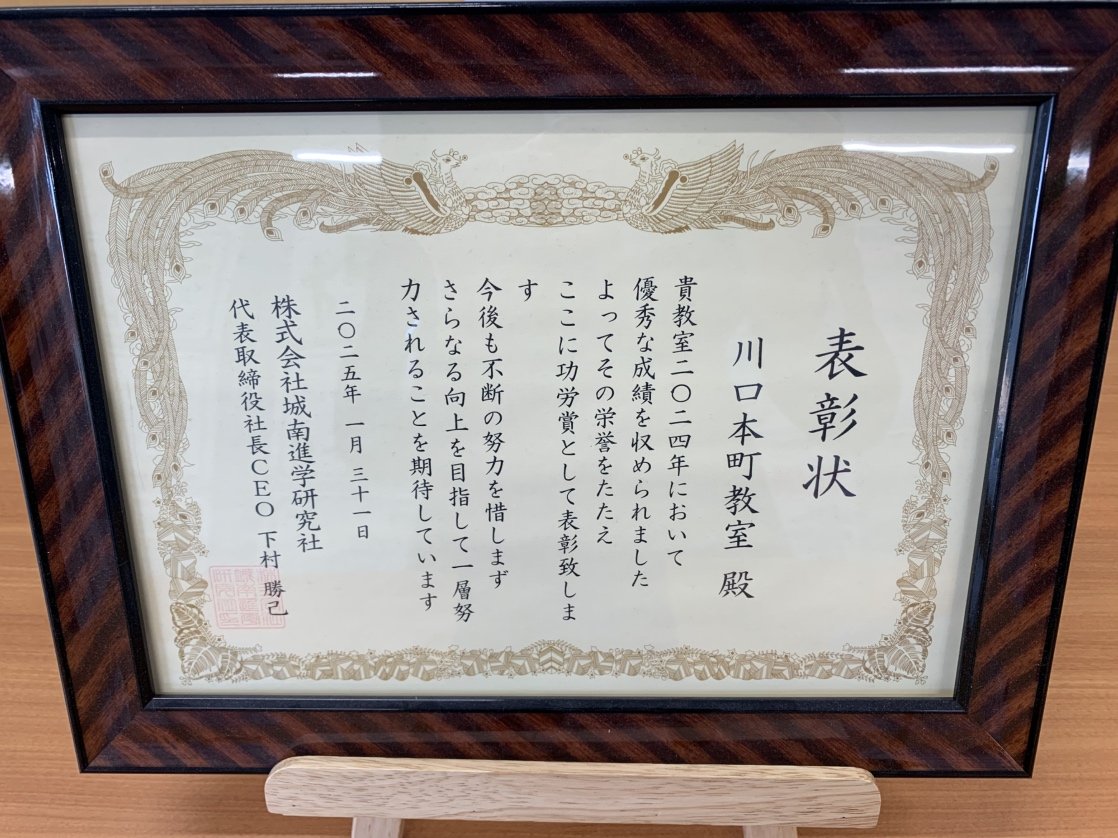 表彰状
川口本町教室 殿
貴教室二〇二四年において
優秀な成績を収められました
よってその栄誉をたたえ
ここに功労賞として表彰致しま
す
今後も不断の努力を惜しまず
さらなる向上を目指して一層努
力されることを期待しています
二〇二五年 一月 三十一日
株式会社城南進学研究社
代表取締役社長CEO 下村 勝己